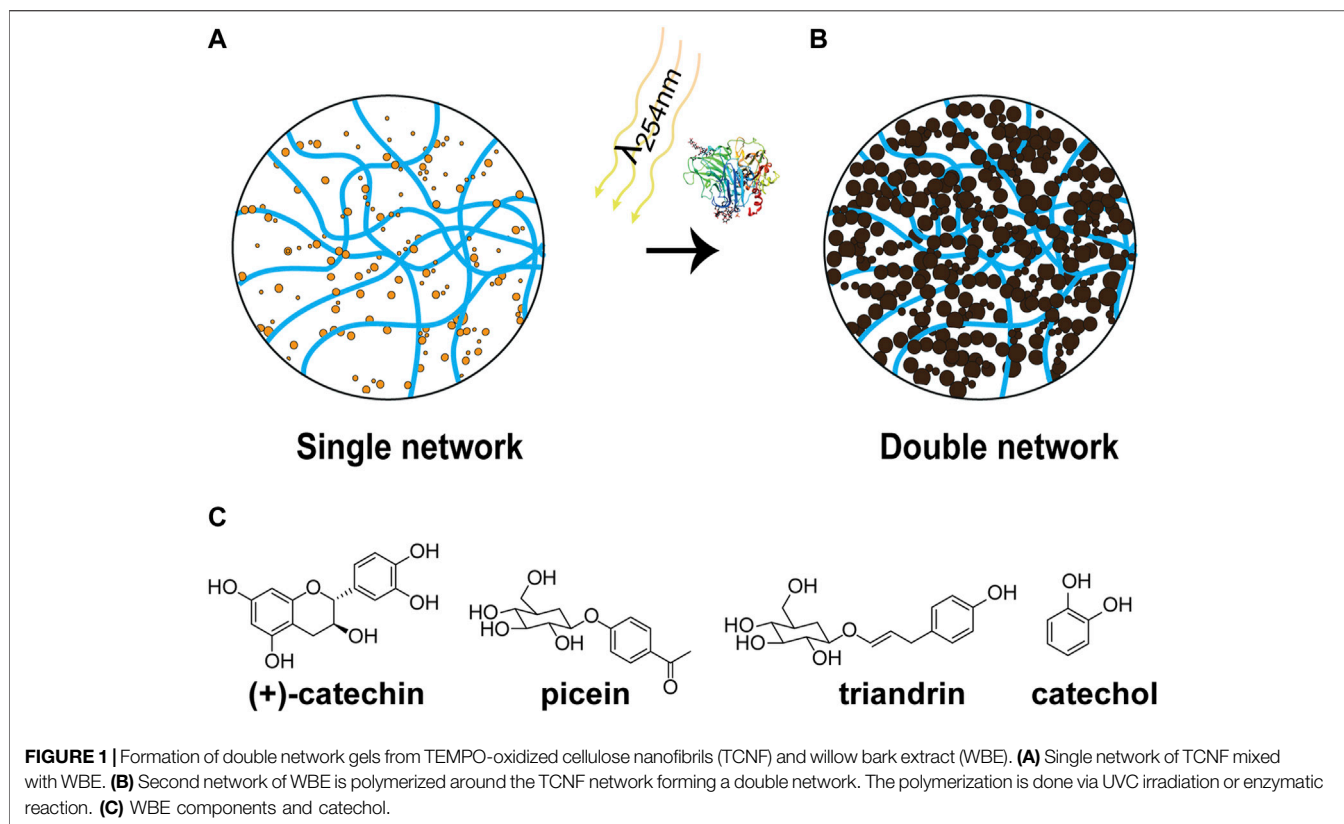 A
B
λ254nm
Single network
Double network
C
HO
O
OH
OH
OH
OH
OH
HO
HO
OH
O
O
OH
HO
HO
OH
O
OH
OH
OH
(+)-catechin
picein
triandrin
catechol
FIGURE 1 | Formation of double network gels from TEMPO-oxidized cellulose nanofibrils (TCNF) and willow bark extract (WBE). (A) Single network of TCNF mixed
with WBE. (B) Second network of WBE is polymerized around the TCNF network forming a double network. The polymerization is done via UVC irradiation or enzymatic
reaction. (C) WBE components and catechol.